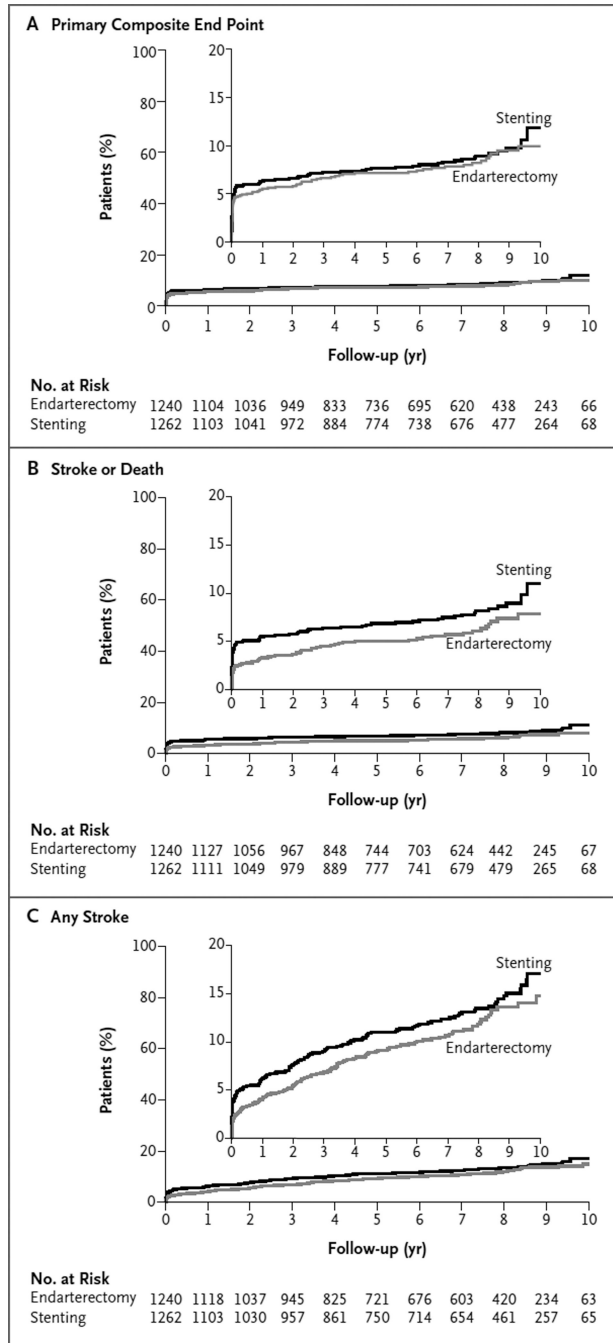 A Primary Composite End Point
Patients (%)
100
80
60
40
20
0
0 1 2 3 4 5 6 7 8 9 10
20
15
10
5
0
0 1 2 3 4 5 6 7 8 9 10
Stenting
Endarterectomy
Follow-up (yr)
No. at Risk
Endarterectomy 1240 1104 1036 949 833 736 695 620 438 243 66
Stenting 1262 1103 1041 972 884 774 738 676 477 264 68
B Stroke or Death
Patients (%)
100
80
60
40
20
0
0 1 2 3 4 5 6 7 8 9 10
20
15
10
5
0
0 1 2 3 4 5 6 7 8 9 10
Stenting
Endarterectomy
Follow-up (yr)
No. at Risk
Endarterectomy 1240 1127 1056 967 848 744 703 624 442 245 67
Stenting 1262 1111 1049 979 889 777 741 679 479 265 68
C Any Stroke
Patients (%)
100
80
60
40
20
0
0 1 2 3 4 5 6 7 8 9 10
20
15
10
5
0
0 1 2 3 4 5 6 7 8 9 10
Stenting
Endarterectomy
Follow-up (yr)
No. at Risk
Endarterectomy 1240 1118 1037 945 825 721 676 603 420 234 63
Stenting 1262 1103 1030 957 861 750 714 654 461 257 65